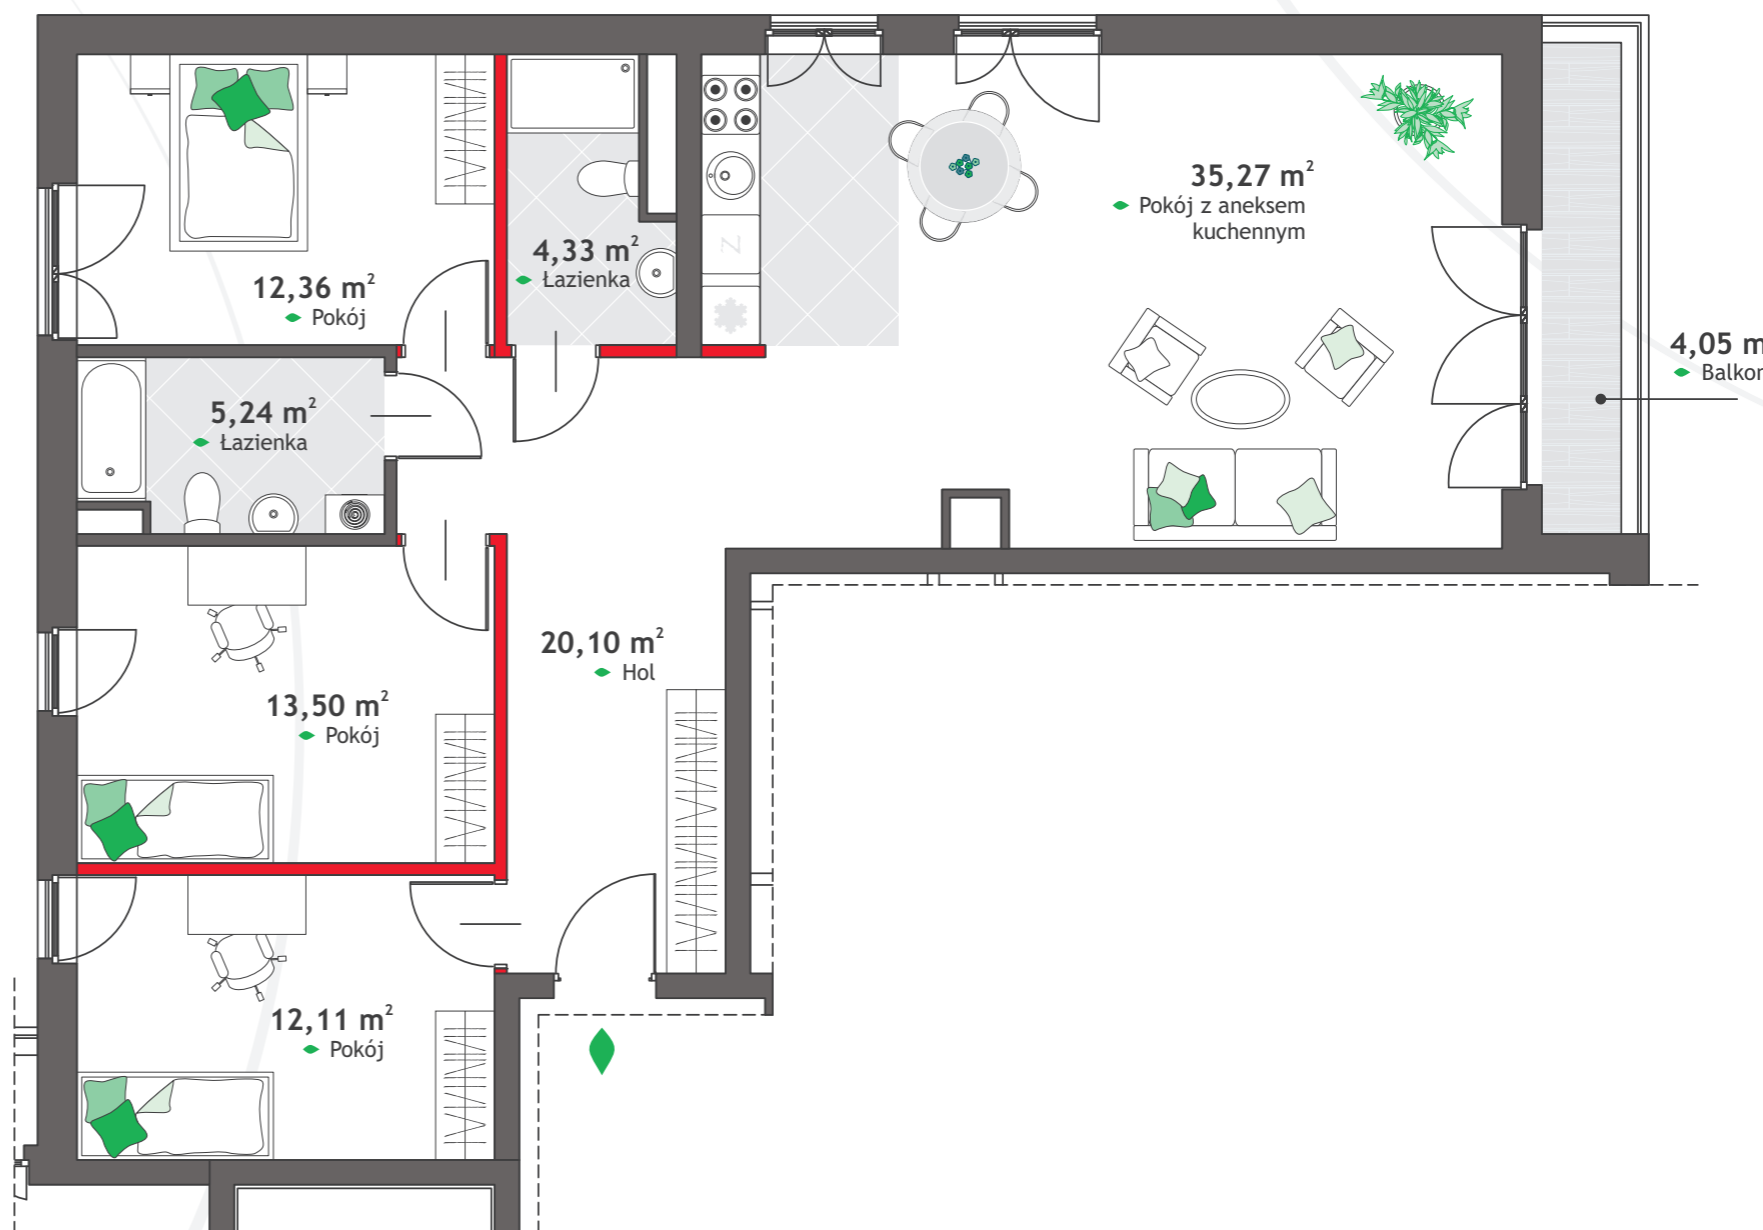 12,36 m²
Pokój
4,33 m²
Łazienka
35,27 m²
Pokój z aneksem
kuchennym
4,05 m
Balkon
5,24 m²
Łazienka
20,10 m²
Hol
13,50 m²
Pokój
12,11 m²
Pokój
Z